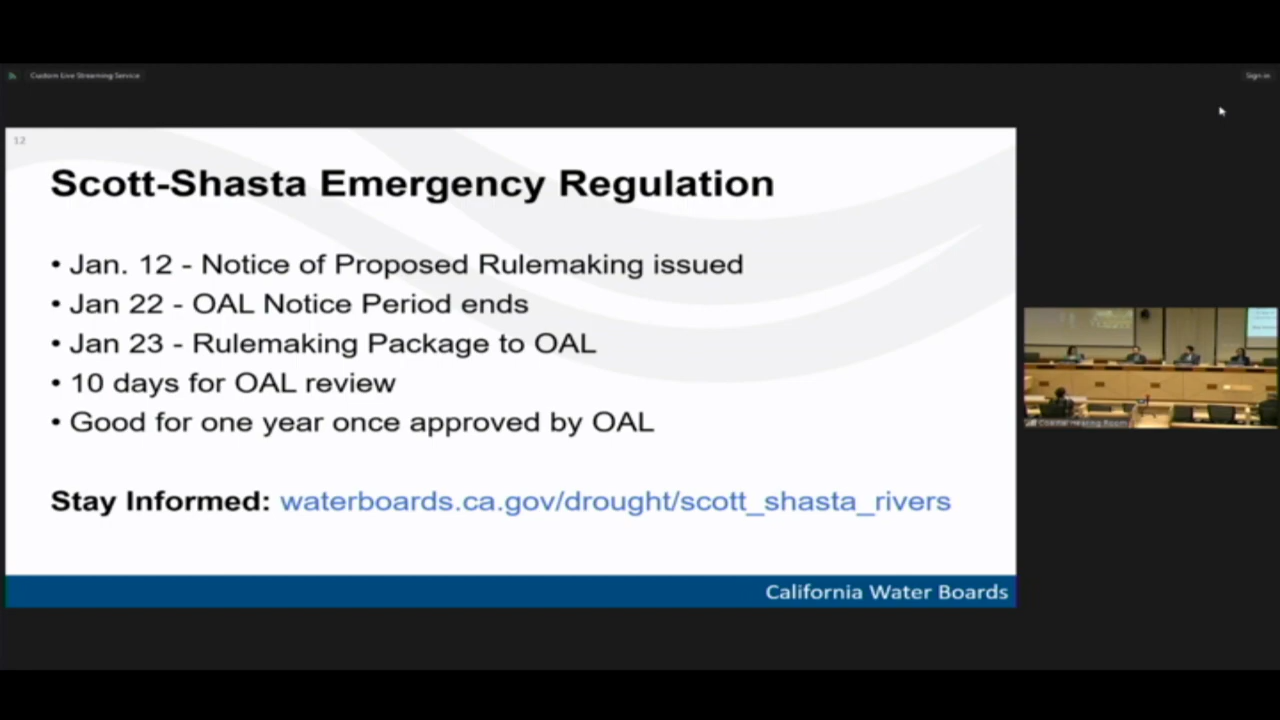 Custom Live Streaming Service
Sign in
12
Scott-Shasta Emergency Regulation
• Jan. 12 - Notice of Proposed Rulemaking issued
• Jan 22 - OAL Notice Period ends
• Jan 23 - Rulemaking Package to OAL
• 10 days for OAL review
• Good for one year once approved by OAL
Stay Informed: waterboards.ca.gov/drought/scott_shasta_rivers
California Water Boards
Hearing Room